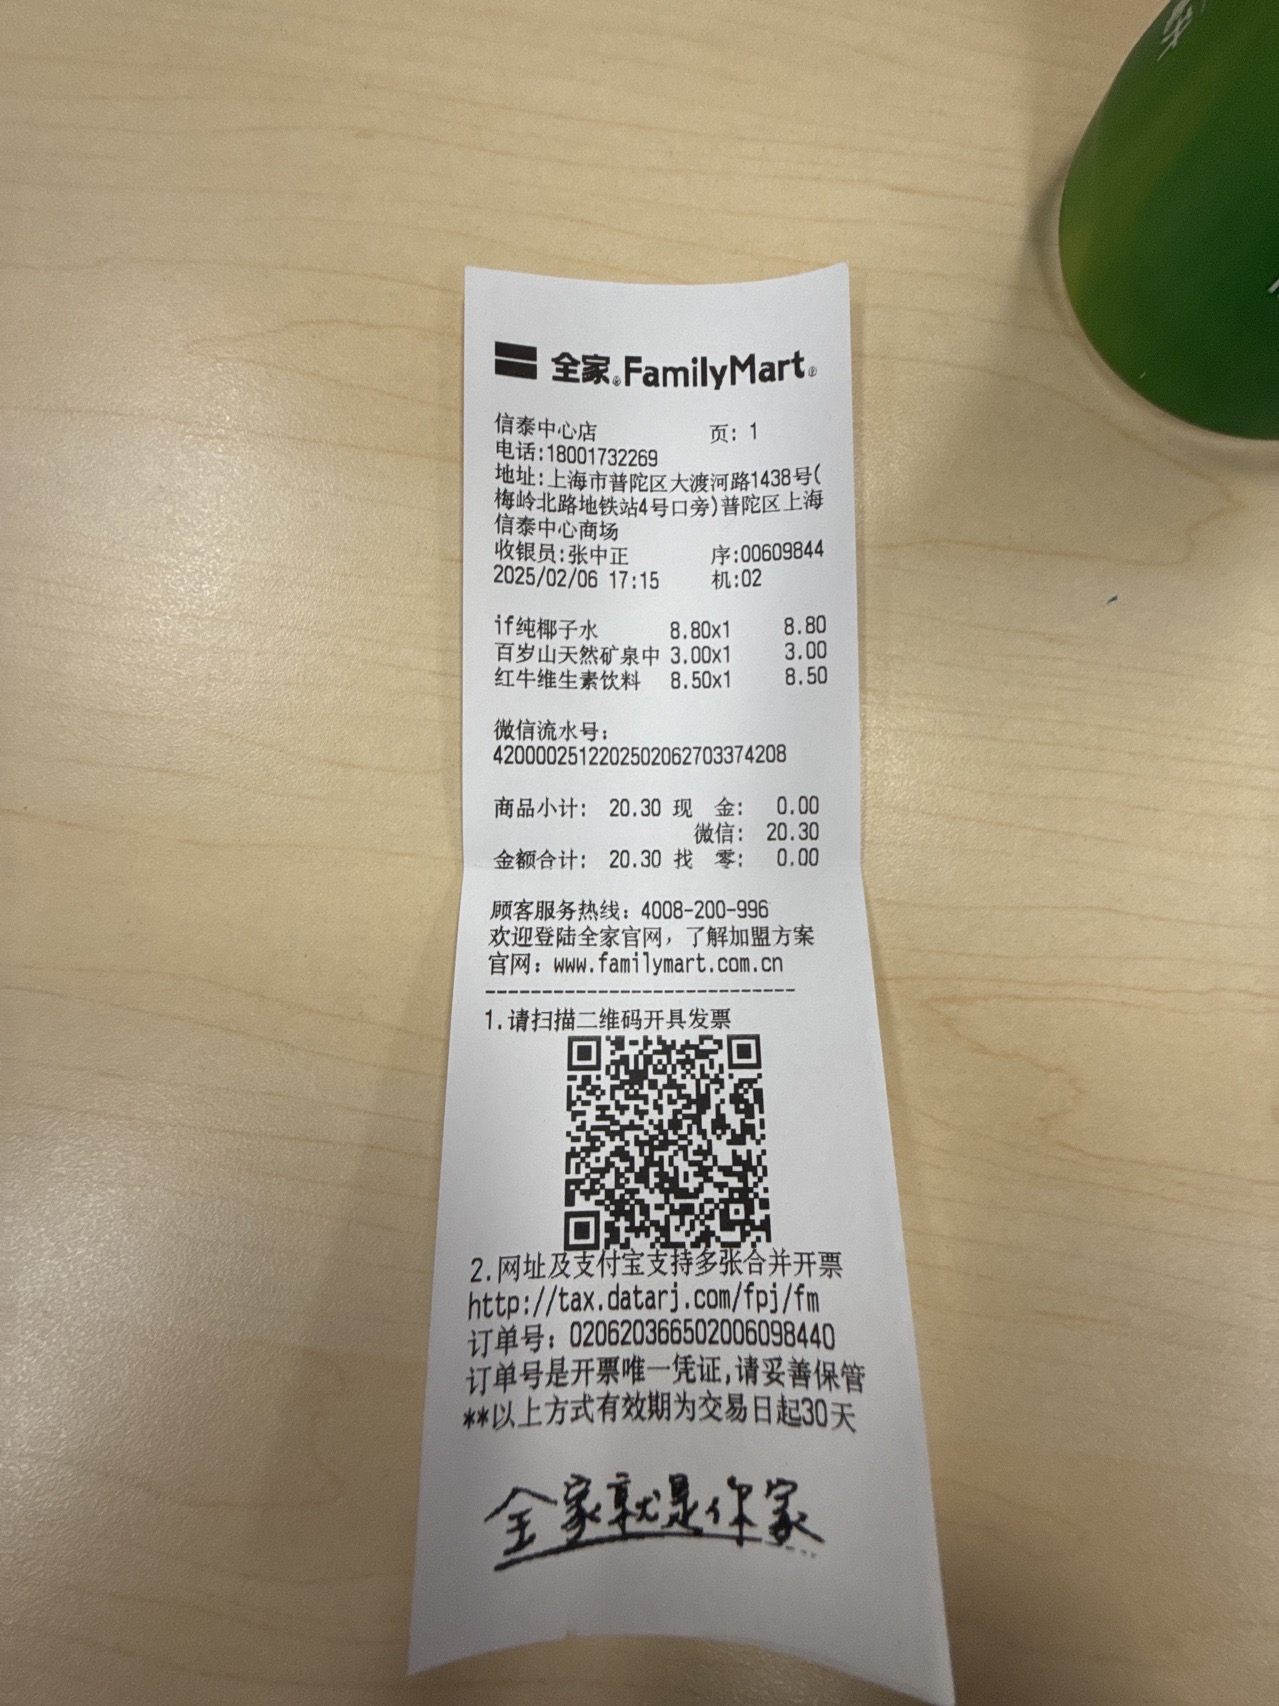 全家 FamilyMart
信泰中心店 页: 1
电话:18001732269
地址:上海市普陀区大渡河路1438号(
梅岭北路地铁站4号口旁)普陀区上海
信泰中心商场
收银员:张中正 序:00609844
2025/02/06 17:15 机:02
if纯椰子水 8.80x1 8.80
百岁山天然矿泉中 3.00x1 3.00
红牛维生素饮料 8.50x1 8.50
微信流水号:
4200002512202502062703374208
商品小计: 20.30 现 金: 0.00
微信: 20.30
金额合计: 20.30 找 零: 0.00
顾客服务热线: 4008-200-996
欢迎登陆全家官网,了解加盟方案
官网: www.familymart.com.cn
------------------------------
1.请扫描二维码开具发票
2.网址及支付宝支持多张合并开票
http://tax.datarj.com/fpj/fm
订单号: 020620366502006098440
订单号是开票唯一凭证,请妥善保管
**以上方式有效期为交易日起30天
全家就是你家